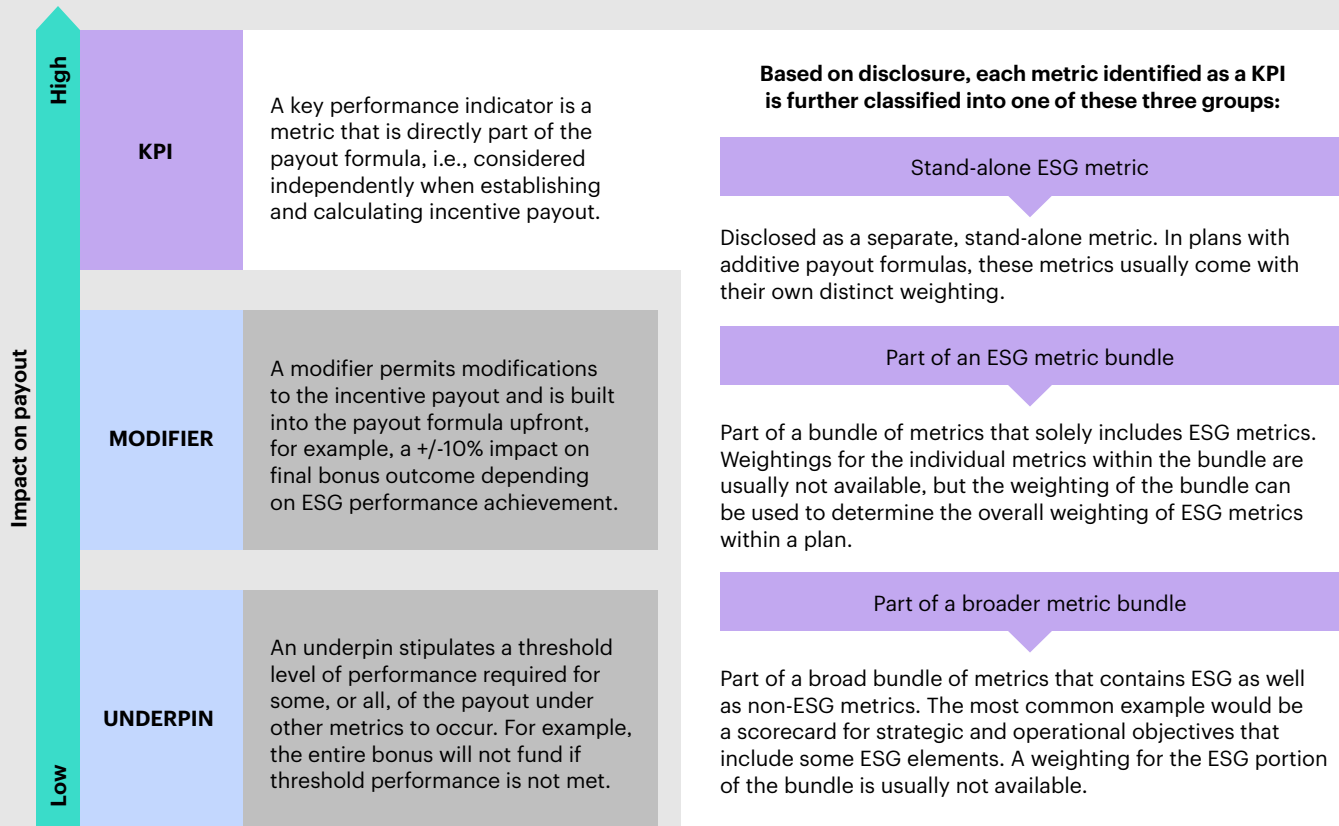 Impact on payout
High
Low
KPI
A key performance indicator is a
metric that is directly part of the
payout formula, i.e., considered
independently when establishing
and calculating incentive payout.
MODIFIER
A modifier permits modifications
to the incentive payout and is built
into the payout formula upfront,
for example, a +/-10% impact on
final bonus outcome depending
on ESG performance achievement.
UNDERPIN
An underpin stipulates a threshold
level of performance required for
some, or all, of the payout under
other metrics to occur. For example,
the entire bonus will not fund if
threshold performance is not met.
Based on disclosure, each metric identified as a KPI
is further classified into one of these three groups:
Stand-alone ESG metric
Disclosed as a separate, stand-alone metric. In plans with
additive payout formulas, these metrics usually come with
their own distinct weighting.
Part of an ESG metric bundle
Part of a bundle of metrics that solely includes ESG metrics.
Weightings for the individual metrics within the bundle are
usually not available, but the weighting of the bundle can
be used to determine the overall weighting of ESG metrics
within a plan.
Part of a broader metric bundle
Part of a broad bundle of metrics that contains ESG as well
as non-ESG metrics. The most common example would be
a scorecard for strategic and operational objectives that
include some ESG elements. A weighting for the ESG portion
of the bundle is usually not available.